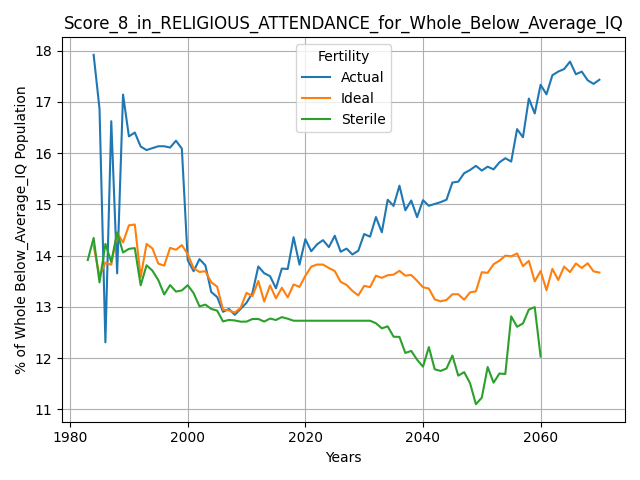 Score_8_in_RELIGIOUS_ATTENDANCE_for_Whole_Below_Average_IQ
% of Whole Below_Average_IQ Population
18
17
16
15
14
13
12
11
Fertility
Actual
Ideal
Sterile
1980 2000 2020 2040 2060
Years